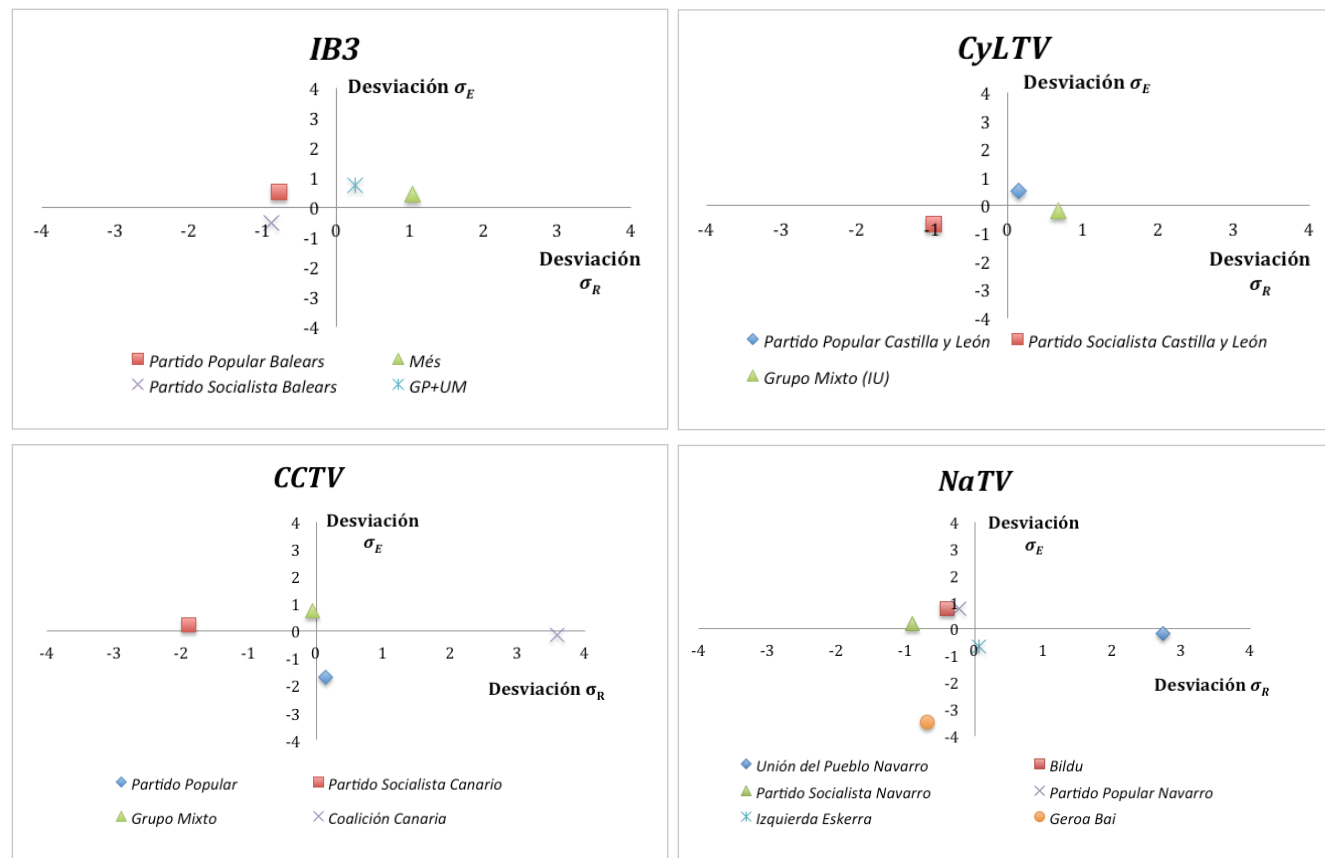 IB3
Desviación σE
4
3
2
1
0
-4 -3 -2 -1 0 1 2 3 4
-1
-2
-3
-4
Desviación
σR
Partido Popular Balears Més
Partido Socialista Balears GP+UM
CyLTV
Desviación σE
4
3
2
1
0
-4 -3 -2 -1 0 1 2 3 4
-1
-2
-3
-4
Desviación
σR
Partido Popular Castilla y León Partido Socialista Castilla y León
Grupo Mixto (IU)
CCTV
Desviación
σE
4
3
2
1
0
-4 -3 -2 -1 0 1 2 3 4
-1
-2
-3
-4
Desviación σR
Partido Popular Partido Socialista Canario
Grupo Mixto Coalición Canaria
NaTV
Desviación
σE
4
3
2
1
0
-4 -3 -2 -1 0 1 2 3 4
-1
-2
-3
-4
Desviación σR
Unión del Pueblo Navarro Bildu
Partido Socialista Navarro Partido Popular Navarro
Izquierda Eskerra Geroa Bai